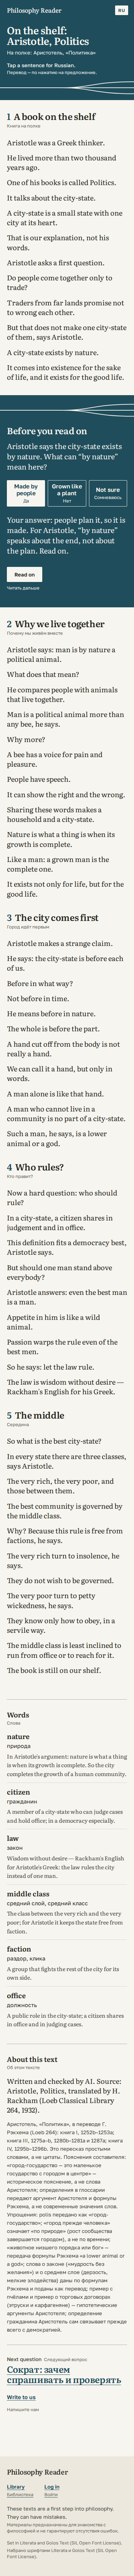 Philosophy Reader
RU
On the shelf:
Aristotle, Politics
На полке: Аристотель, «Политика»
Tap a sentence for Russian.
Перевод — по нажатию на предложение.
1 A book on the shelf
Книга на полке
Aristotle was a Greek thinker.
He lived more than two thousand
years ago.
One of his books is called Politics.
It talks about the city-state.
A city-state is a small state with one
city at its heart.
That is our explanation, not his
words.
Aristotle asks a first question.
Do people come together only to
trade?
Traders from far lands promise not
to wrong each other.
But that does not make one city-state
of them, says Aristotle.
A city-state exists by nature.
It comes into existence for the sake
of life, and it exists for the good life.
Before you read on
Aristotle says the city-state exists
by nature. What can “by nature”
mean here?
Made by
people
Да
Grown like
a plant
Нет
Not sure
Сомневаюсь
Your answer: people plan it, so it is
made. For Aristotle, “by nature”
speaks about the end, not about
the plan. Read on.
Read on
Читать дальше
2 Why we live together
Почему мы живём вместе
Aristotle says: man is by nature a
political animal.
What does that mean?
He compares people with animals
that live together.
Man is a political animal more than
any bee, he says.
Why more?
A bee has a voice for pain and
pleasure.
People have speech.
It can show the right and the wrong.
Sharing these words makes a
household and a city-state.
Nature is what a thing is when its
growth is complete.
Like a man: a grown man is the
complete one.
It exists not only for life, but for the
good life.
3 The city comes first
Город идёт первым
Aristotle makes a strange claim.
He says: the city-state is before each
of us.
Before in what way?
Not before in time.
He means before in nature.
The whole is before the part.
A hand cut off from the body is not
really a hand.
We can call it a hand, but only in
words.
A man alone is like that hand.
A man who cannot live in a
community is no part of a city-state.
Such a man, he says, is a lower
animal or a god.
4 Who rules?
Кто правит?
Now a hard question: who should
rule?
In a city-state, a citizen shares in
judgement and in office.
This definition fits a democracy best,
Aristotle says.
But should one man stand above
everybody?
Aristotle answers: even the best man
is a man.
Appetite in him is like a wild
animal.
Passion warps the rule even of the
best men.
So he says: let the law rule.
The law is wisdom without desire —
Rackham's English for his Greek.
5 The middle
Середина
So what is the best city-state?
In every state there are three classes,
says Aristotle.
The very rich, the very poor, and
those between them.
The best community is governed by
the middle class.
Why? Because this rule is free from
factions, he says.
The very rich turn to insolence, he
says.
They do not wish to be governed.
The very poor turn to petty
wickedness, he says.
They know only how to obey, in a
servile way.
The middle class is least inclined to
run from office or to reach for it.
The book is still on our shelf.
Words
Слова
nature
природа
In Aristotle's argument: nature is what a thing
is when its growth is complete. So the city
completes the growth of a human community.
citizen
гражданин
A member of a city-state who can judge cases
and hold office; in a democracy especially.
law
закон
Wisdom without desire — Rackham's English
for Aristotle's Greek; the law rules the city
instead of one man.
middle class
средний слой, средний класс
The class between the very rich and the very
poor; for Aristotle it keeps the state free from
faction.
faction
раздор, клика
A group that fights the rest of the city for its
own side.
office
должность
A public role in the city-state; a citizen shares
in office and in judging cases.
About this text
Об этом тексте
Written and checked by AI. Source:
Aristotle, Politics, translated by H.
Rackham (Loeb Classical Library
264, 1932).
Next question Следующий вопрос
Сократ: зачем
спрашивать и проверять
Write to us
Напишите нам
Philosophy Reader
Library
Библиотека
Log in
Войти
These texts are a first step into philosophy.
They can have mistakes.
Set in Literata and Golos Text (SIL Open Font License).
Набрано шрифтами Literata и Golos Text (SIL Open
Font License).